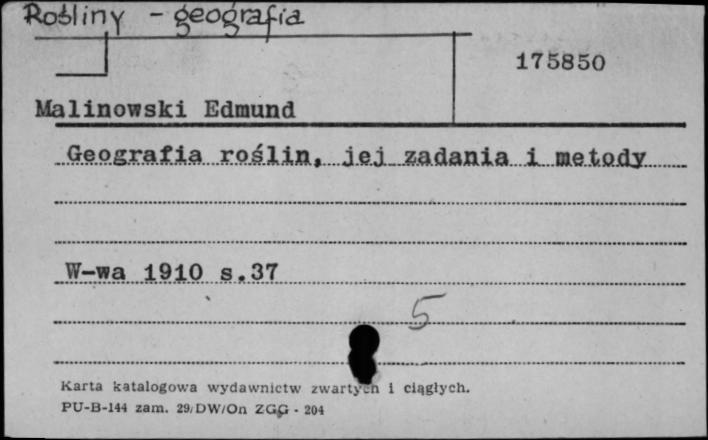 Rośliny - geografia
175850
Malinowski Edmund
Geografia roślin, jej zadania i metody
W-wa 1910 s.37
5
Karta katalogowa wydawnictw zwartych i ciągłych.
PU-B-144 zam. 29/DW/On ZGG - 204